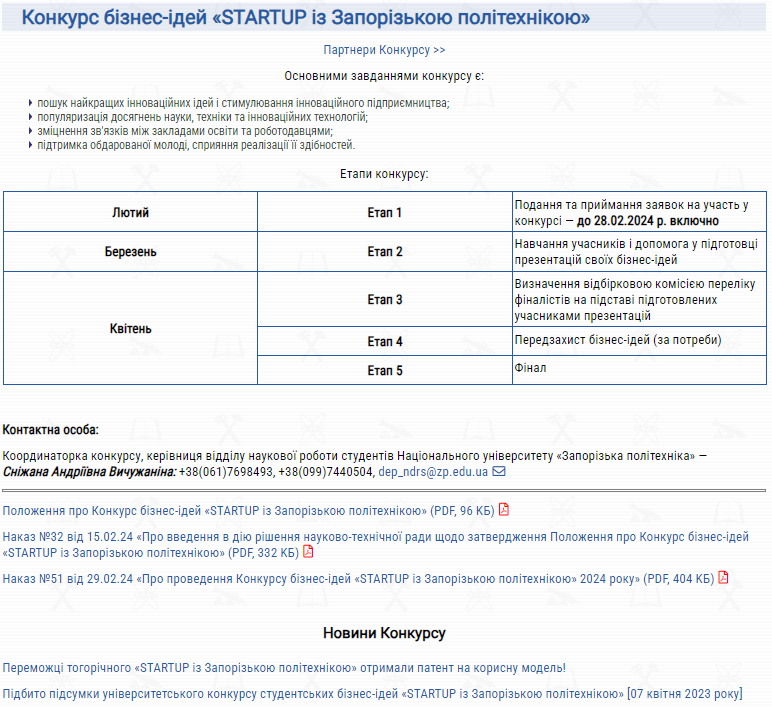 Конкурс бізнес-ідей «STARTUP із Запорізькою політехнікою»
Партнери Конкурсу >>
Основними завданнями конкурсу є:
пошук найкращих інноваційних ідей і стимулювання інноваційного підприємництва;
популяризація досягнень науки, техніки та інноваційних технологій;
зміцнення зв'язків між закладами освіти та роботодавцями;
підтримка обдарованої молоді, сприяння реалізації її здібностей.
Етапи конкурсу:
Лютий
Етап 1
Подання та приймання заявок на участь у
конкурсі — до 28.02.2024 р. включно
Березень
Етап 2
Навчання учасників і допомога у підготовці
презентацій своїх бізнес-ідей
Квітень
Етап 3
Визначення відбірковою комісією переліку
фіналістів на підставі підготовлених
учасниками презентацій
Етап 4
Передзахист бізнес-ідей (за потреби)
Етап 5
Фінал
Контактна особа:
Координаторка конкурсу, керівниця відділу наукової роботи студентів Національного університету «Запорізька політехніка» —
Сніжана Андріївна Вичужаніна: +38(061)7698493, +38(099)7440504, dep_ndrs@zp.edu.ua
Положення про Конкурс бізнес-ідей «STARTUP із Запорізькою політехнікою» (PDF, 96 КБ)
Наказ №32 від 15.02.24 «Про введення в дію рішення науково-технічної ради щодо затвердження Положення про Конкурс бізнес-ідей
«STARTUP із Запорізькою політехнікою» (PDF, 332 КБ)
Наказ №51 від 29.02.24 «Про проведення Конкурсу бізнес-ідей «STARTUP із Запорізькою політехнікою» 2024 року» (PDF, 404 КБ)
Новини Конкурсу
Переможці тогорічного «STARTUP із Запорізькою політехнікою» отримали патент на корисну модель!
Підбито підсумки університетського конкурсу студентських бізнес-ідей «STARTUP із Запорізькою політехнікою» [07 квітня 2023 року]